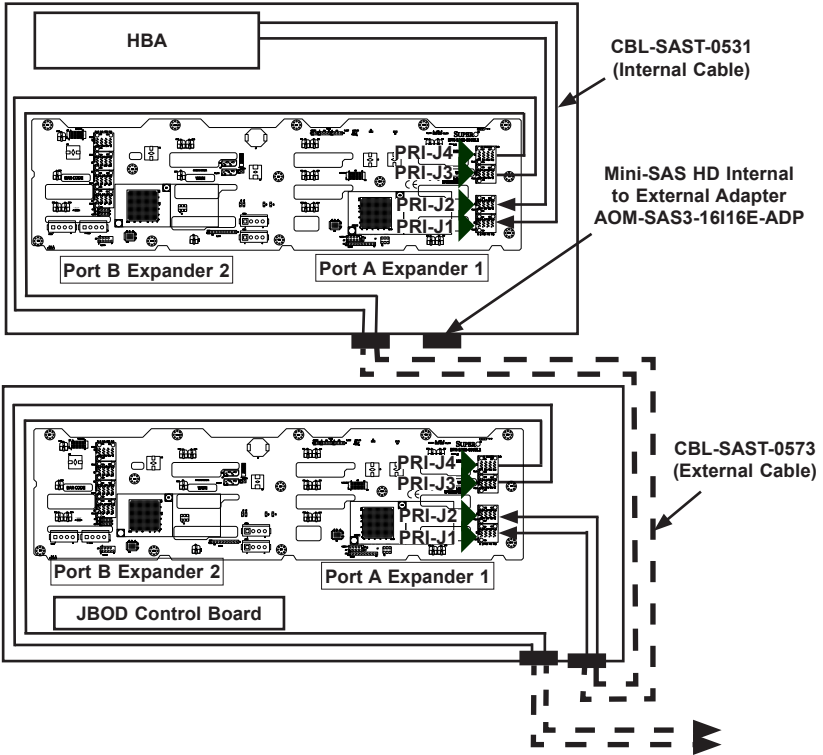 HBA
CBL-SAST-0531
(Internal Cable)
SUPER
PRI-J4
PRI-J3
PRI-J2
PRI-J1
Mini-SAS HD Internal
to External Adapter
AOM-SAS3-16I16E-ADP
Port B Expander 2
Port A Expander 1
SUPER
PRI-J4
PRI-J3
PRI-J2
PRI-J1
CBL-SAST-0573
(External Cable)
Port B Expander 2
Port A Expander 1
JBOD Control Board